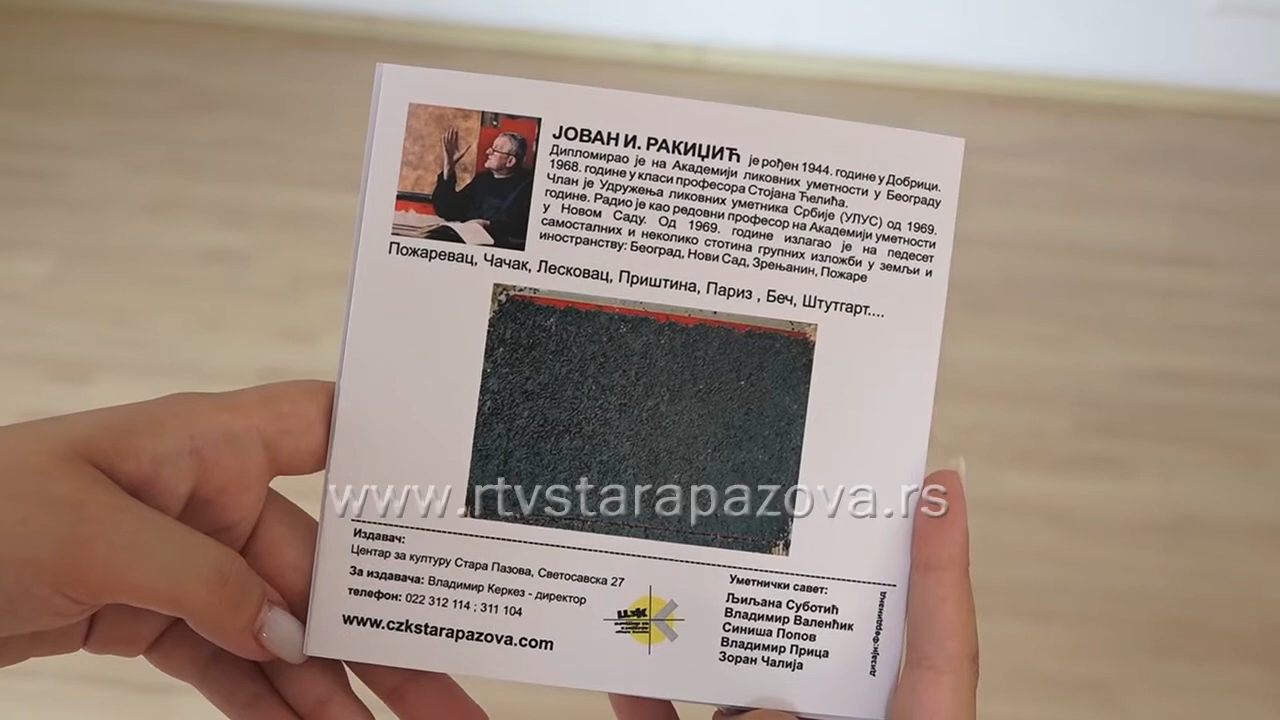 ЈОВАН И. РАКИЏИЋ је рођен 1944. године у Добрици.
Дипломирао је на Академији ликовних уметности у Београду
1968. године у класи професора Стојана Ћелића.
Члан је Удружења ликовних уметника Србије (УЛУС) од 1969.
године. Радио је као редовни професор на Академији уметности
у Новом Саду. Од 1969. године излагао је на педесет
самосталних и неколико стотина групних изложби у земљи и
иностранству: Београд, Нови Сад, Зрењанин, Пожаре
Пожаревац, Чачак, Лесковац, Приштина, Париз , Беч, Штутгарт....
www.rtvstarapazova.rs
Издавач:
Центар за културу Стара Пазова, Светосавска 27
За издавача: Владимир Керкез - директор
телефон: 022 312 114 ; 311 104
www.czkstarapazova.com
цзк
Уметнички савет:
Љиљана Суботић
Владимир Валенћик
Синиша Попов
Владимир Прица
Зоран Чалија
дизајн:Фердинанд